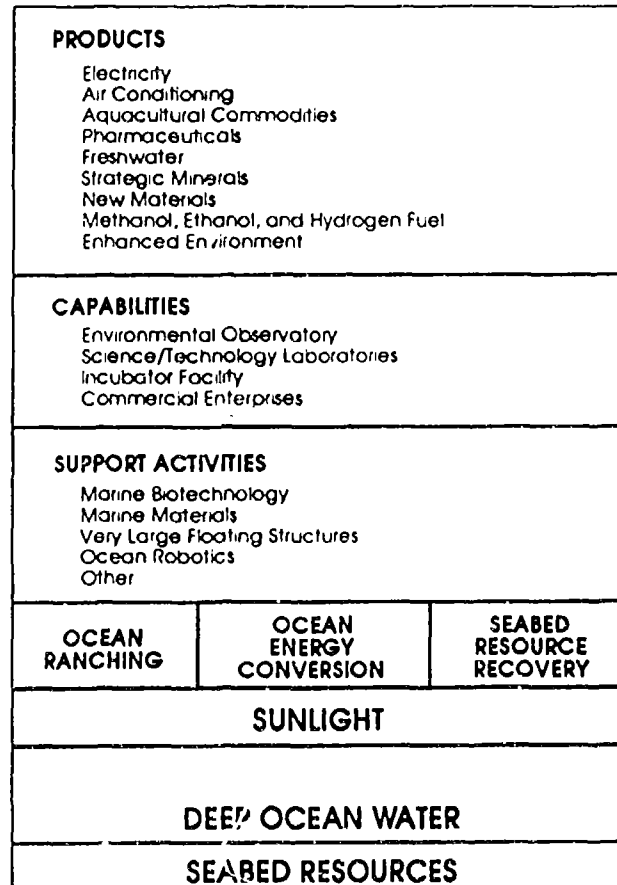 PRODUCTS
Electricity
Air Conditioning
Aquacultural Commodities
Pharmaceuticals
Freshwater
Strategic Minerals
New Materials
Methanol, Ethanol, and Hydrogen Fuel
Enhanced Environment
CAPABILITIES
Environmental Observatory
Science/Technology Laboratories
Incubator Facility
Commercial Enterprises
SUPPORT ACTIVITIES
Marine Biotechnology
Marine Materials
Very Large Floating Structures
Ocean Robotics
Other
OCEAN
RANCHING
OCEAN
ENERGY
CONVERSION
SEABED
RESOURCE
RECOVERY
SUNLIGHT
DEEP OCEAN WATER
SEABED RESOURCES